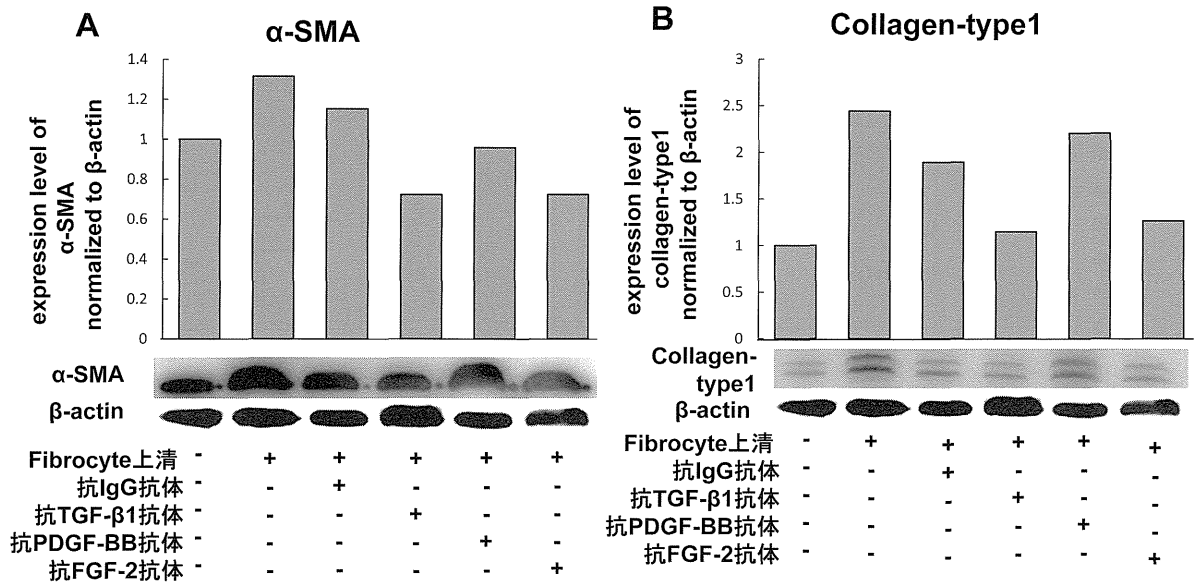 A
α-SMA
expression level of
α-SMA
normalized to β-actin
1.4
1.2
1
0.8
0.6
0.4
0.2
0
α-SMA
β-actin
Fibrocyte上清 - + + + + +
抗IgG抗体 - - + - - -
抗TGF-β1抗体 - - - + - -
抗PDGF-BB抗体 - - - - + -
抗FGF-2抗体 - - - - - +
B
Collagen-type1
expression level of
collagen-type1
normalized to β-actin
3
2.5
2
1.5
1
0.5
0
Collagen-
type1
β-actin
Fibrocyte上清 - + + + + +
抗IgG抗体 - - + - - -
抗TGF-β1抗体 - - - + - -
抗PDGF-BB抗体 - - - - + -
抗FGF-2抗体 - - - - - +